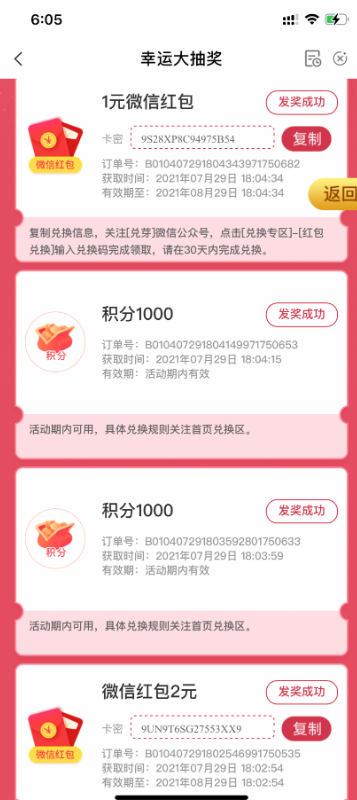 6:05
幸运大抽奖
1元微信红包
发奖成功
微信红包
卡密
9S28XP8C94975B54
复制
订单号：B010407291804343971750682
获取时间：2021年07月29日 18:04:34
有效期至：2021年08月29日 18:04:34
返回
复制兑换信息，关注[兑芽]微信公众号，点击[兑换专区]-[红包
兑换]输入兑换码完成领取，请在30天内完成兑换。
积分1000
发奖成功
积分
订单号：B010407291804149971750653
获取时间：2021年07月29日 18:04:15
有效期：活动期内有效
活动期内可用，具体兑换规则关注首页兑换区。
积分1000
发奖成功
积分
订单号：B010407291803592801750633
获取时间：2021年07月29日 18:03:59
有效期：活动期内有效
活动期内可用，具体兑换规则关注首页兑换区。
微信红包2元
发奖成功
微信红包
卡密
9UN9T6SG27553XX9
复制
订单号：B010407291802546991750535
获取时间：2021年07月29日 18:02:54
有效期至：2021年08月29日 18:02:54